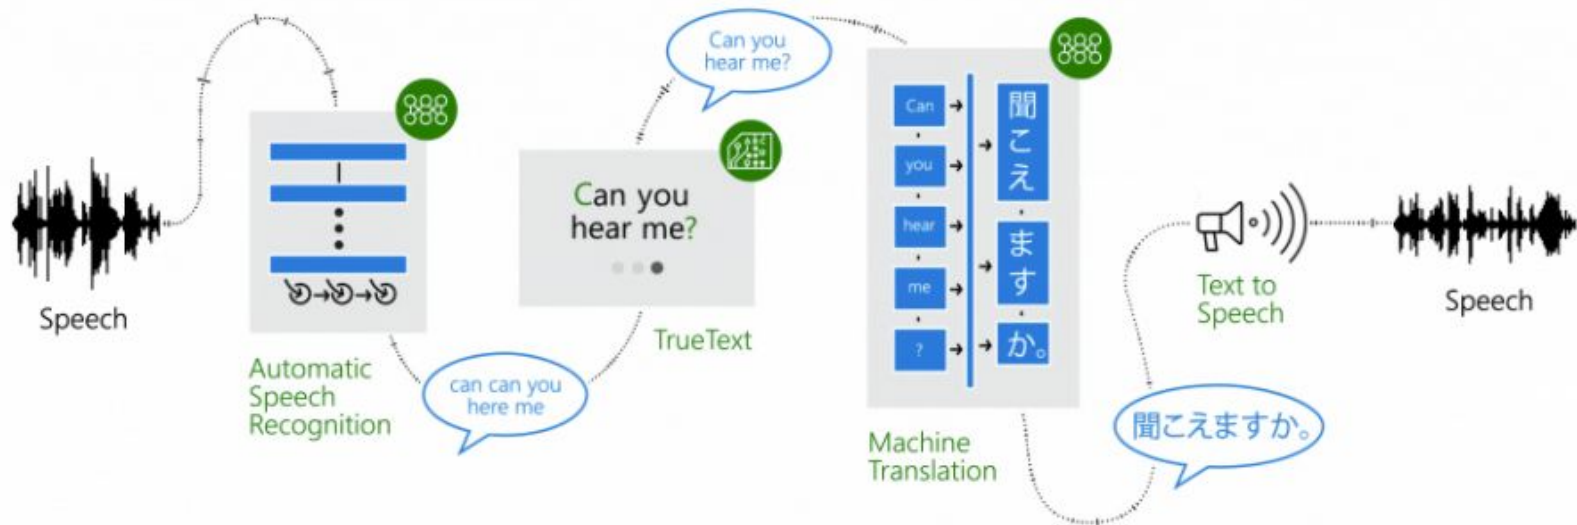 Speech
Automatic
Speech
Recognition
can can you
here me
Can you
hear me?
TrueText
Can you
hear me?
Can
you
hear
me
?
聞こえ
ます
か。
Machine
Translation
聞こえますか。
Text to
Speech
Speech